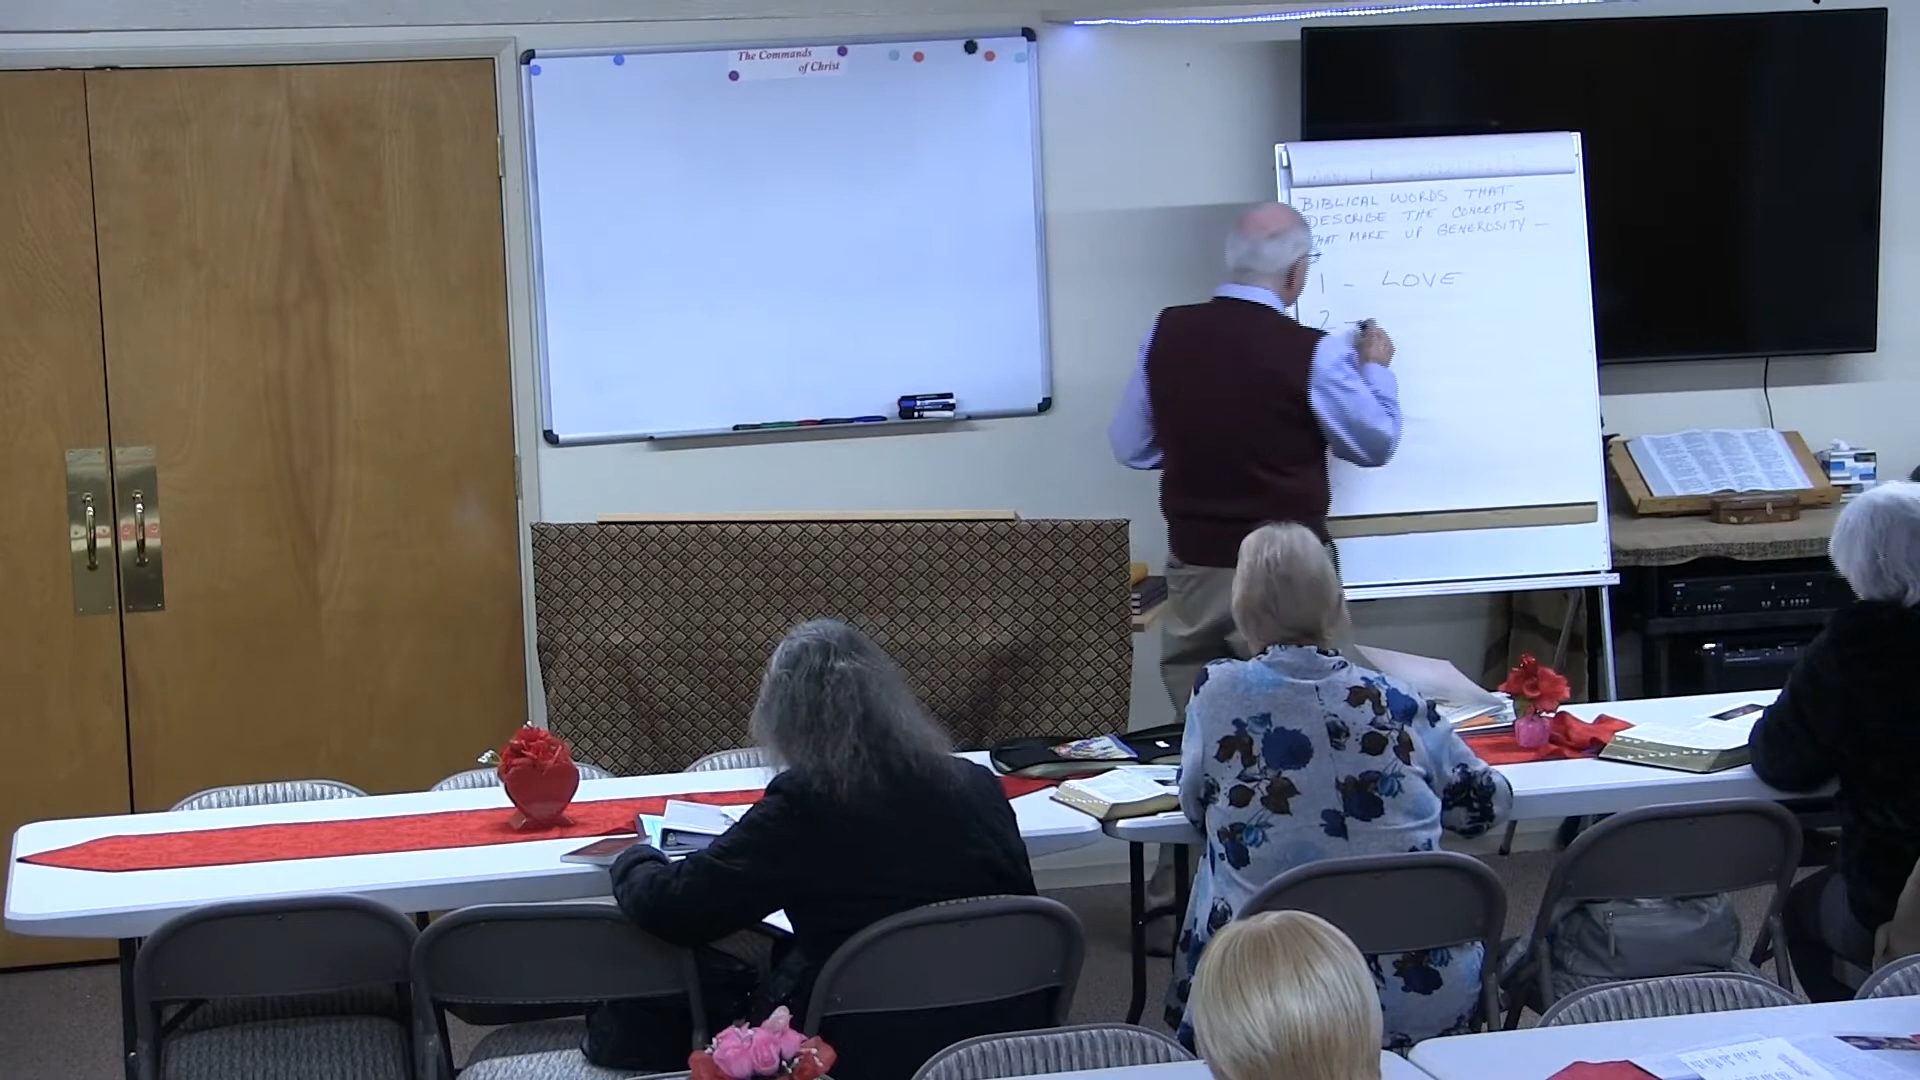 The Commands
of Christ
BIBLICAL WORDS THAT
DESCRIBE THE CONCEPTS
THAT MAKE UP GENEROSITY —
1 - LOVE
2 -